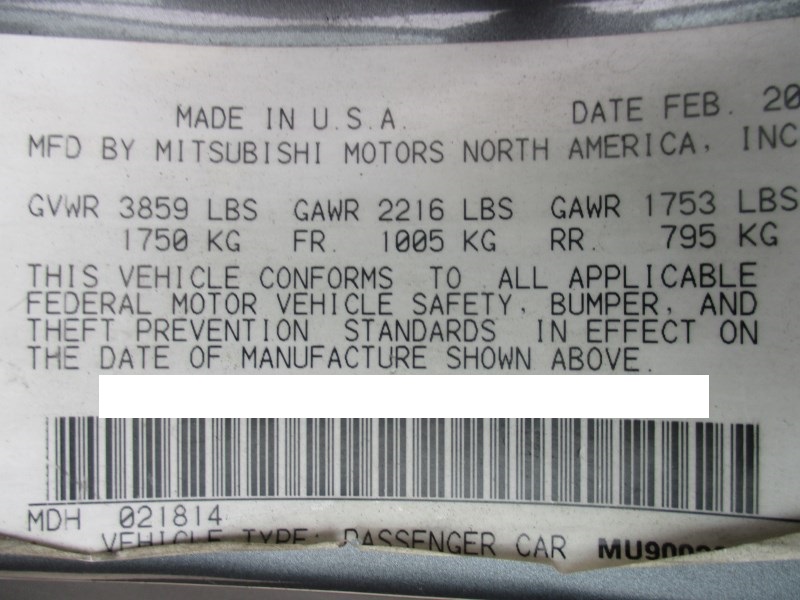 MADE IN U.S.A. DATE FEB. 20
MFD BY MITSUBISHI MOTORS NORTH AMERICA, INC
GVWR 3859 LBS GAWR 2216 LBS GAWR 1753 LBS
1750 KG FR. 1005 KG RR. 795 KG
THIS VEHICLE CONFORMS TO ALL APPLICABLE
FEDERAL MOTOR VEHICLE SAFETY, BUMPER, AND
THEFT PREVENTION STANDARDS IN EFFECT ON
THE DATE OF MANUFACTURE SHOWN ABOVE.
MDH 021814
VEHICLE TYPE: PASSENGER CAR